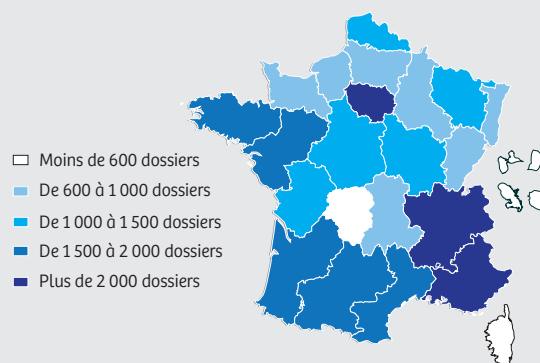 Moins de 600 dossiers
De 600 à 1 000 dossiers
De 1 000 à 1 500 dossiers
De 1 500 à 2 000 dossiers
Plus de 2 000 dossiers